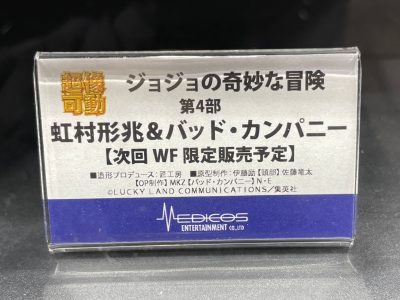 超像可動
ジョジョの奇妙な冒険
第4部
虹村形兆&バッド・カンパニー
【次回 WF 限定販売予定】
■造形プロデュース:匠工房 ■原型制作:伊藤励【頭部】佐藤竜太
【OP制作】MKZ【バッド・カンパニー】N・E
©LUCKY LAND COMMUNICATIONS/集英社
MEDICOS
ENTERTAINMENT CO.,LTD